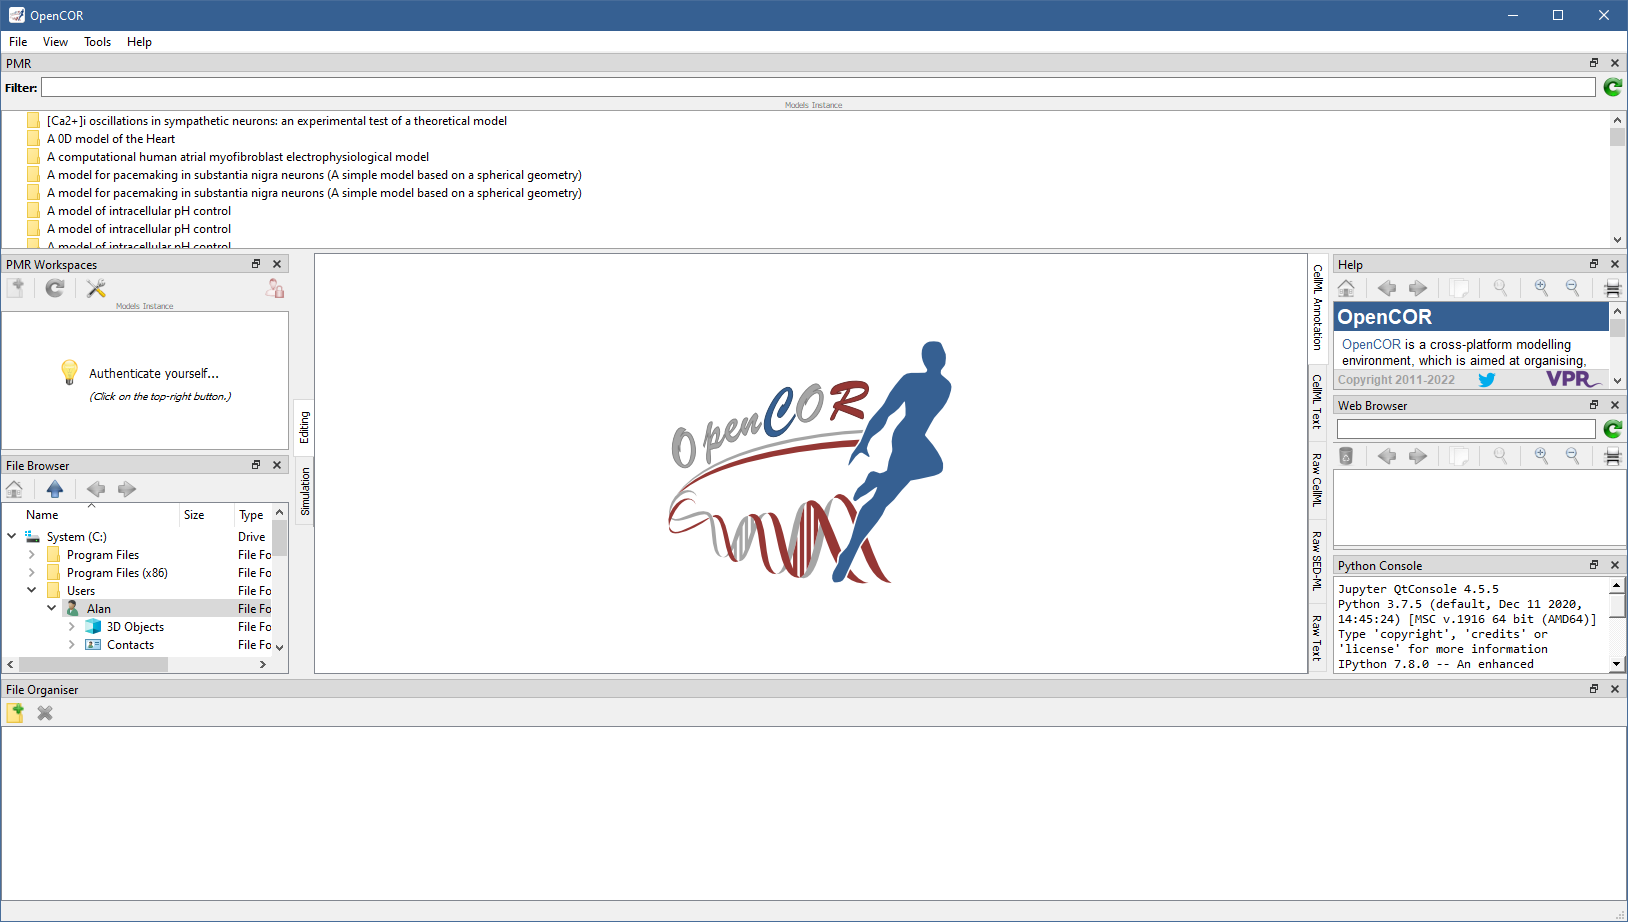 OpenCOR
File View Tools Help
PMR
Filter:
Models Instance
[Ca2+]i oscillations in sympathetic neurons: an experimental test of a theoretical model
A 0D model of the Heart
A computational human atrial myofibroblast electrophysiological model
A model for pacemaking in substantia nigra neurons (A simple model based on a spherical geometry)
A model for pacemaking in substantia nigra neurons (A simple model based on a spherical geometry)
A model of intracellular pH control
A model of intracellular pH control
A model of intracellular pH control
PMR Workspaces
Models Instance
Authenticate yourself...
(Click on the top-right button.)
File Browser
Name Size Type
System (C:) Drive
Program Files File Fo
Program Files (x86) File Fo
Users File Fo
Alan File Fo
3D Objects File Fo
Contacts File Fo
Editing
Simulation
OpenCOR
CellML Annotation
CellML Text
Raw CellML
Raw SED-ML
Raw Text
Help
OpenCOR
OpenCOR is a cross-platform modelling
environment, which is aimed at organising,
Copyright 2011-2022 VPR
Web Browser
Python Console
Jupyter QtConsole 4.5.5
Python 3.7.5 (default, Dec 11 2020,
14:45:24) [MSC v.1916 64 bit (AMD64)]
Type 'copyright', 'credits' or
'license' for more information
IPython 7.8.0 -- An enhanced
File Organiser